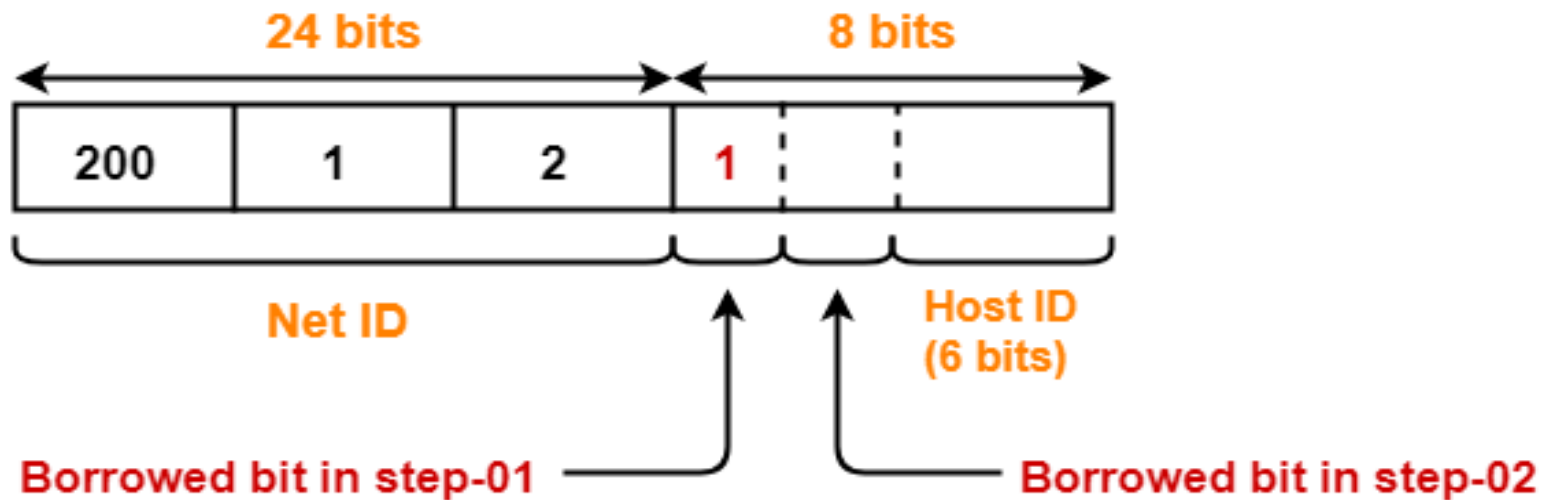 24 bits
8 bits
200 1 2 1
Net ID
Host ID
(6 bits)
Borrowed bit in step-01
Borrowed bit in step-02